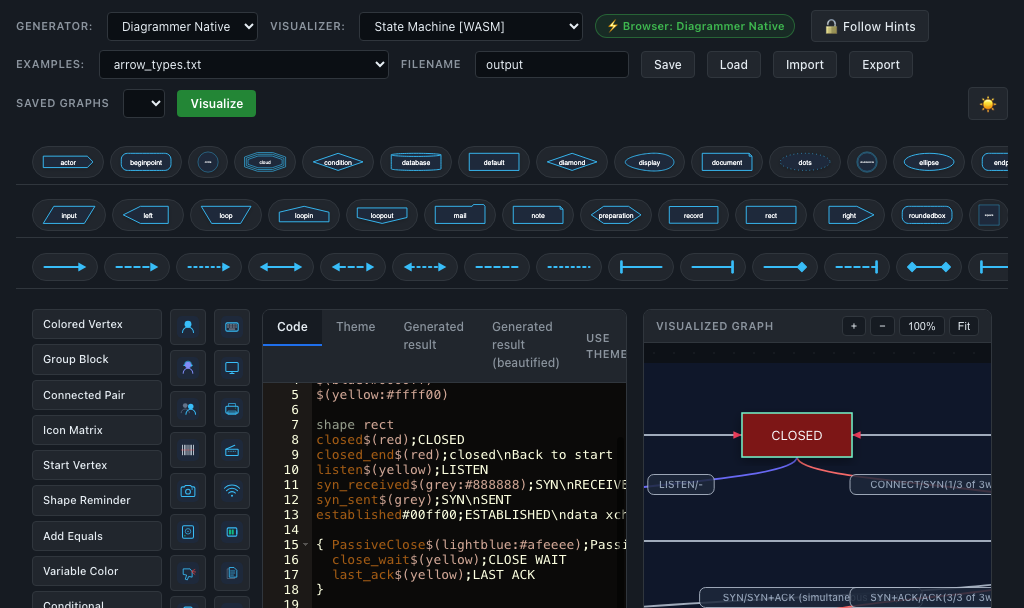 GENERATOR: Diagrammer Native VISUALIZER: State Machine [WASM] ⚡ Browser: Diagrammer Native 🔓 Follow Hints
EXAMPLES: arrow_types.txt FILENAME output Save Load Import Export
SAVED GRAPHS Visualize
actor beginpoint cloud condition database default diamond display document dots ellipse endp
input left loop loopin loopout mail note preparation record rect right roundedbox
Colored Vertex
Group Block
Connected Pair
Icon Matrix
Start Vertex
Shape Reminder
Add Equals
Variable Color
Conditional
Code Theme Generated result Generated result (beautified) USE THEME
5 $(yellow:#ffff00)
6
7 shape rect
8 closed$(red);CLOSED
9 closed_end$(red);closed\nBack to start
10 listen$(yellow);LISTEN
11 syn_received$(grey:#888888);SYN\nRECEIVE
12 syn_sent$(grey);SYN\nSENT
13 established#00ff00;ESTABLISHED\ndata xch
14
15 { PassiveClose$(lightblue:#afeeee);Passi
16 close_wait$(yellow);CLOSE WAIT
17 last_ack$(yellow);LAST ACK
18 }
19
VISUALIZED GRAPH + − 100% Fit
CLOSED
LISTEN/- CONNECT/SYN(1/3 of 3w
SYN/SYN+ACK (simultaneo SYN+ACK/ACK(3/3 of 3w